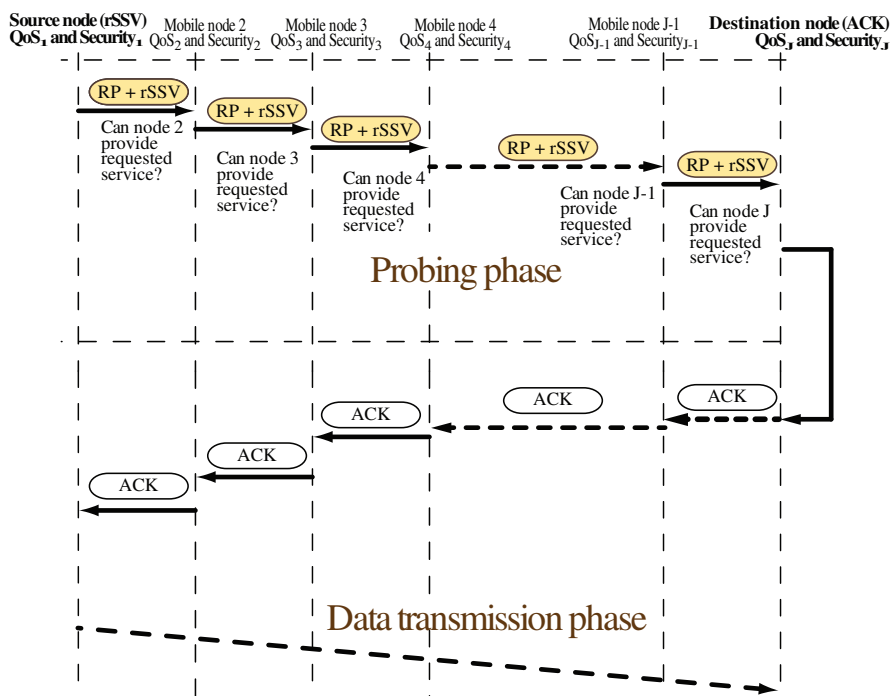 Source node (rSSV)
QoS₁ and Security₁
Mobile node 2
QoS₂ and Security₂
Mobile node 3
QoS₃ and Security₃
Mobile node 4
QoS₄ and Security₄
Mobile node J-1
QoS_J-1 and Security_J-1
Destination node (ACK)
QoS_J and Security_J
RP + rSSV
RP + rSSV
RP + rSSV
RP + rSSV
RP + rSSV
Can node 2
provide
requested
service?
Can node 3
provide
requested
service?
Can node 4
provide
requested
service?
Can node J-1
provide
requested
service?
Can node J
provide
requested
service?
Probing phase
ACK
ACK
ACK
ACK
ACK
Data transmission phase